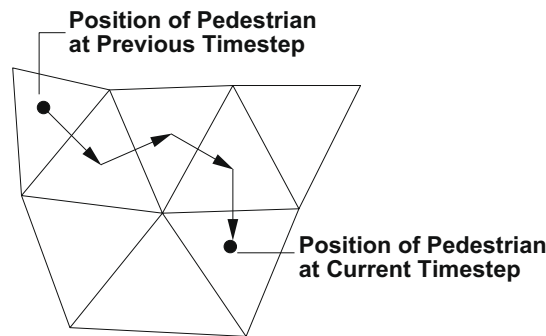 Position of Pedestrian
at Previous Timestep
Position of Pedestrian
at Current Timestep